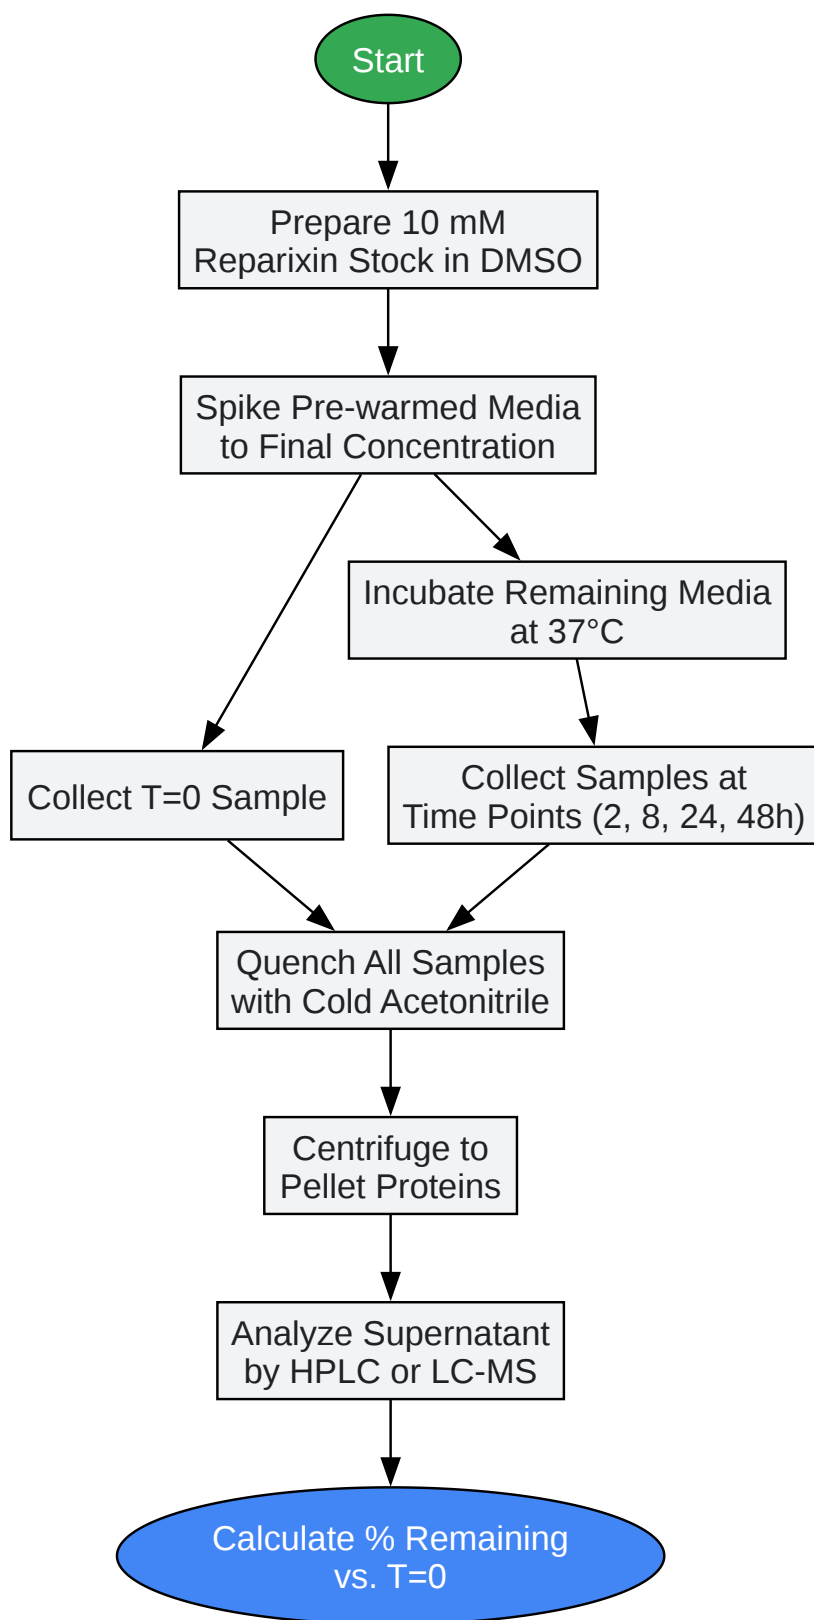 Start
Prepare 10 mM
Reparixin Stock in DMSO
Spike Pre-warmed Media
to Final Concentration
Incubate Remaining Media
at 37°C
Collect T=0 Sample
Collect Samples at
Time Points (2, 8, 24, 48h)
Quench All Samples
with Cold Acetonitrile
Centrifuge to
Pellet Proteins
Analyze Supernatant
by HPLC or LC-MS
Calculate % Remaining
vs. T=0